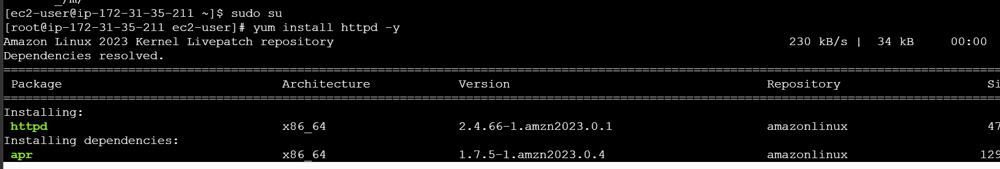 _/m/
[ec2-user@ip-172-31-35-211 ~]$ sudo su
[root@ip-172-31-35-211 ec2-user]# yum install httpd -y
Amazon Linux 2023 Kernel Livepatch repository 230 kB/s | 34 kB 00:00
Dependencies resolved.
Package Architecture Version Repository Si
Installing:
httpd x86_64 2.4.66-1.amzn2023.0.1 amazonlinux 47
Installing dependencies:
apr x86_64 1.7.5-1.amzn2023.0.4 amazonlinux 129